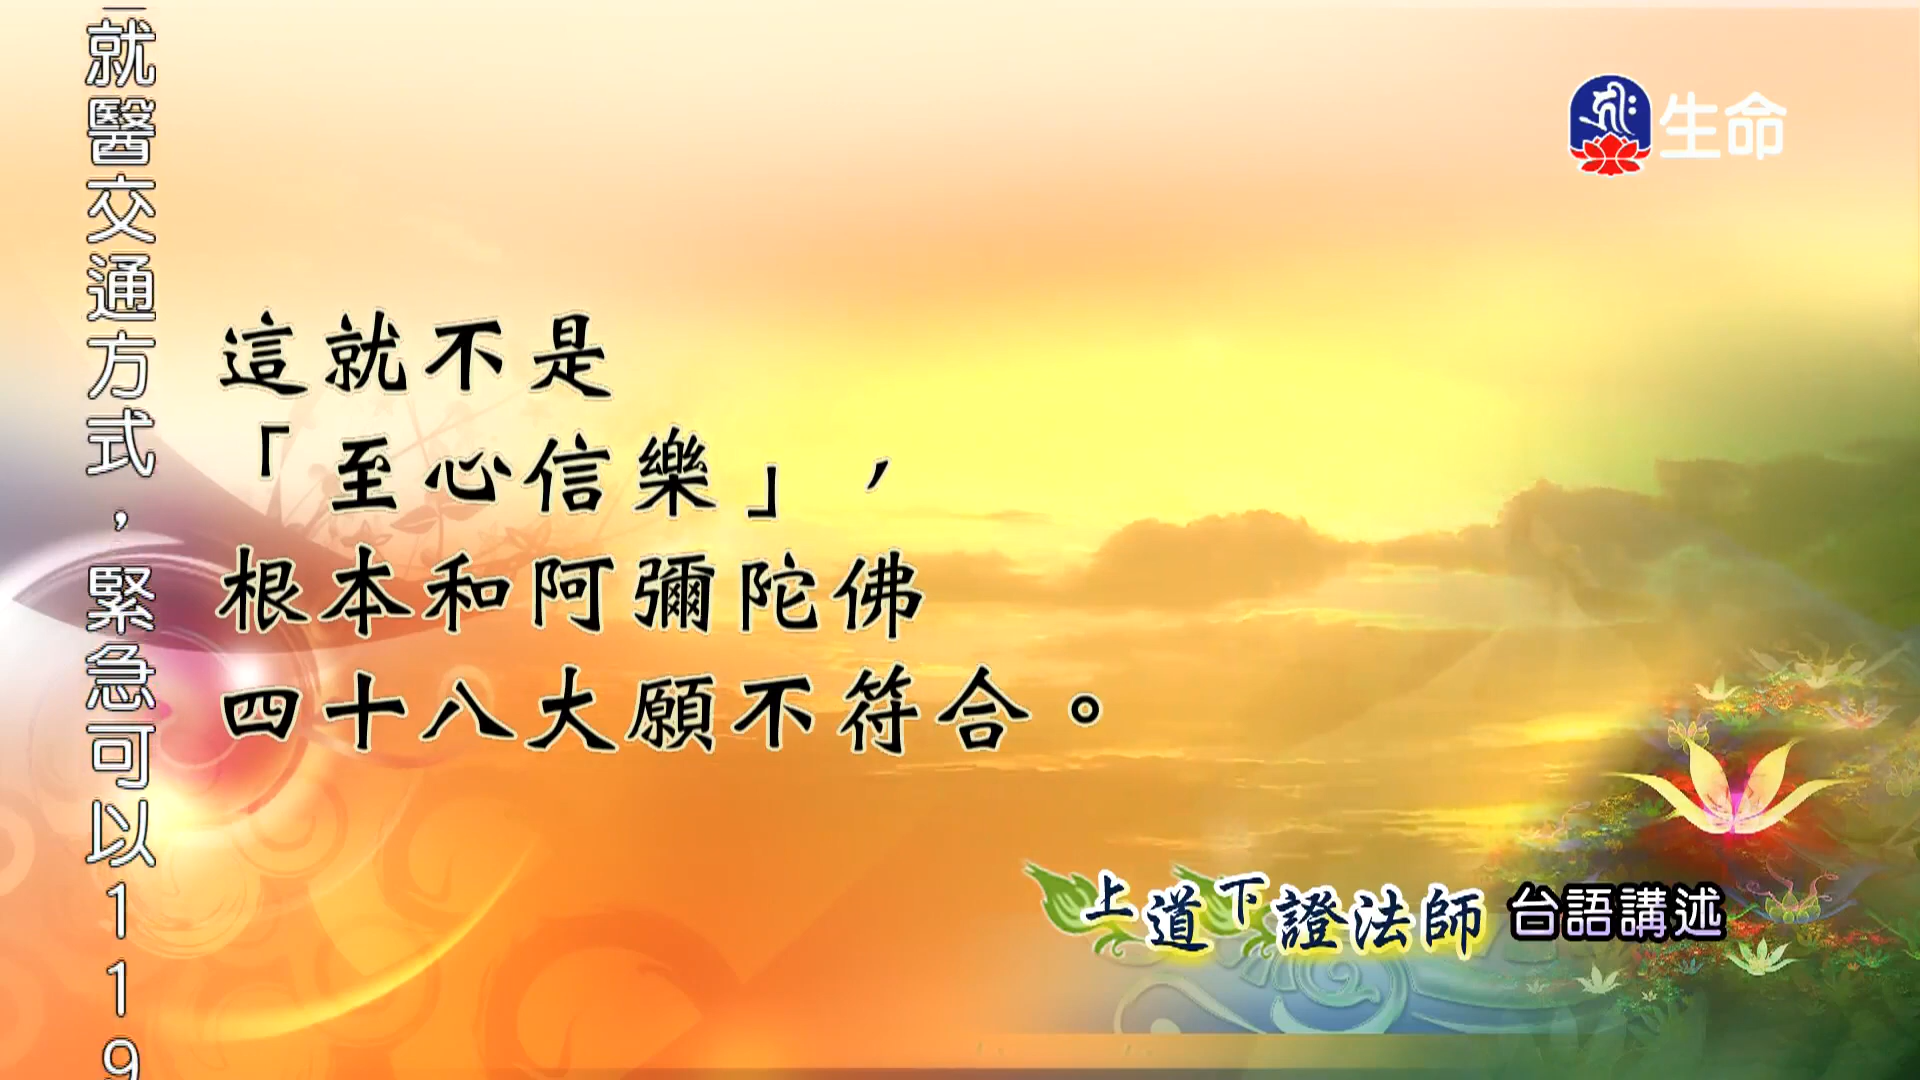 就醫交通方式，緊急可以119
生命
這就不是
「至心信樂」，
根本和阿彌陀佛
四十八大願不符合。
上道下證法師 台語講述